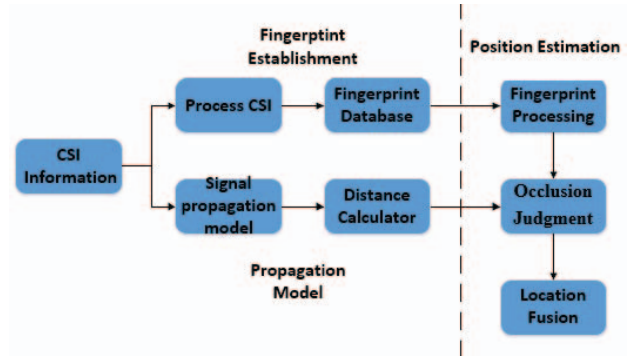 Fingerptint
Establishment
Position Estimation
Process CSI
Fingerprint
Database
Fingerprint
Processing
CSI
Information
Signal
propagation
model
Distance
Calculator
Occlusion
Judgment
Propagation
Model
Location
Fusion